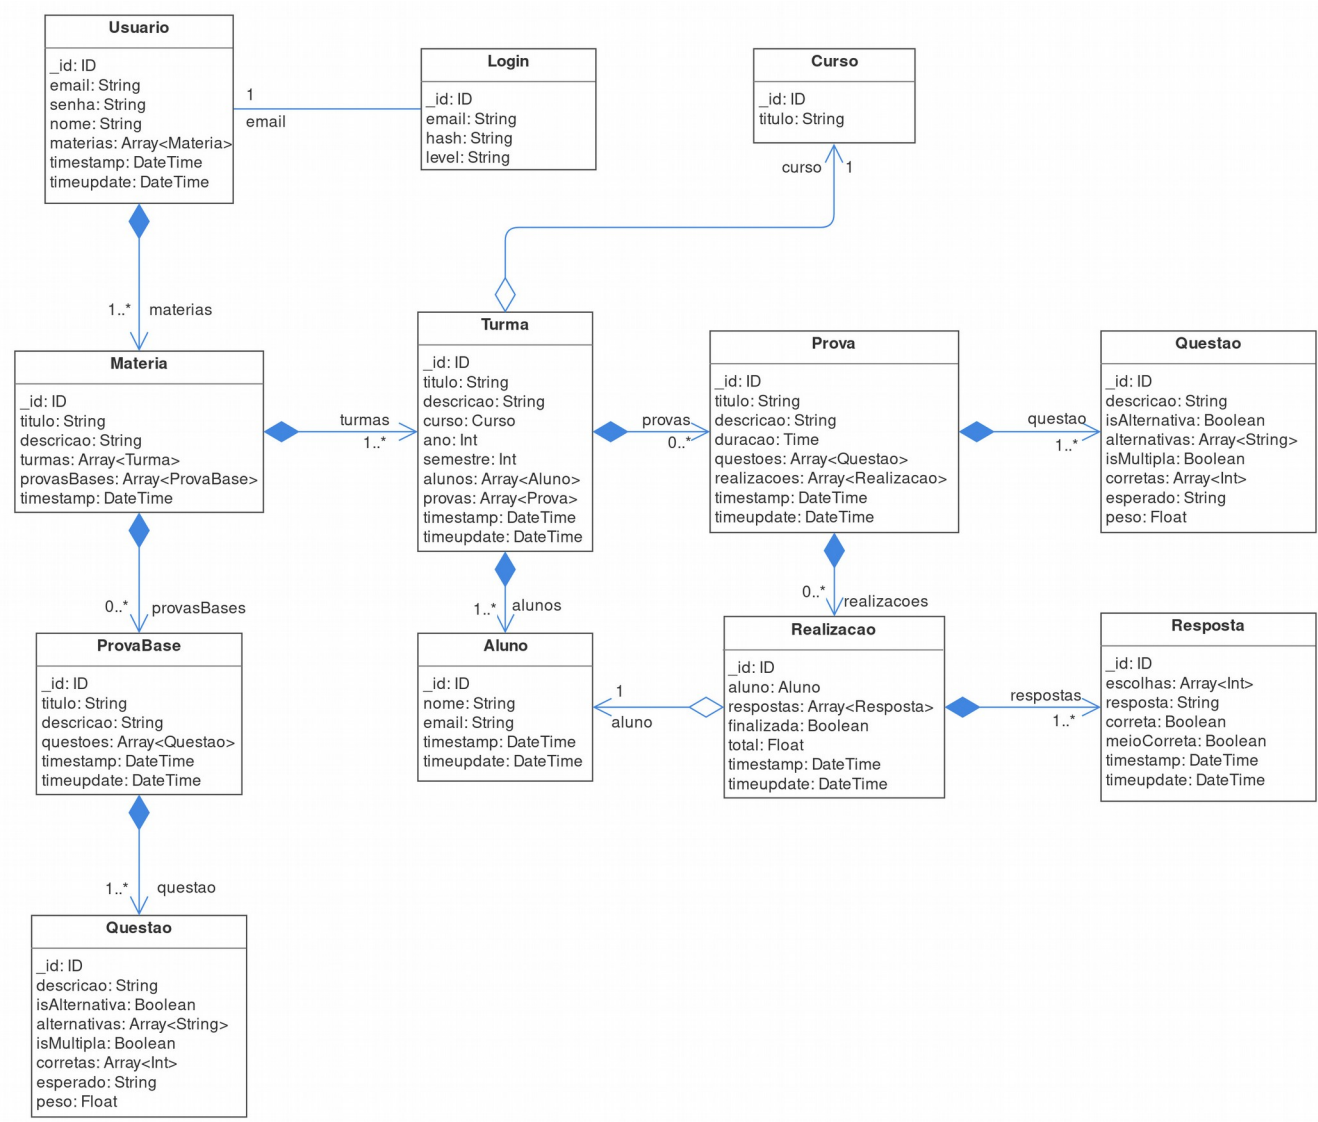 Usuario
_id: ID
email: String
senha: String
nome: String
materias: Array<Materia>
timestamp: DateTime
timeupdate: DateTime
1
email
Login
_id: ID
email: String
hash: String
level: String
Curso
_id: ID
titulo: String
curso
1
1..*
materias
Materia
_id: ID
titulo: String
descricao: String
turmas: Array<Turma>
provasBases: Array<ProvaBase>
timestamp: DateTime
turmas
1..*
Turma
_id: ID
titulo: String
descricao: String
curso: Curso
ano: Int
semestre: Int
alunos: Array<Aluno>
provas: Array<Prova>
timestamp: DateTime
timeupdate: DateTime
provas
0..*
Prova
_id: ID
titulo: String
descricao: String
duracao: Time
questoes: Array<Questao>
realizacoes: Array<Realizacao>
timestamp: DateTime
timeupdate: DateTime
questao
1..*
Questao
_id: ID
descricao: String
isAlternativa: Boolean
alternativas: Array<String>
isMultipla: Boolean
corretas: Array<Int>
esperado: String
peso: Float
0..*
provasBases
1..*
alunos
0..*
realizacoes
ProvaBase
_id: ID
titulo: String
descricao: String
questoes: Array<Questao>
timestamp: DateTime
timeupdate: DateTime
Aluno
_id: ID
nome: String
email: String
timestamp: DateTime
timeupdate: DateTime
1
aluno
Realizacao
_id: ID
aluno: Aluno
respostas: Array<Resposta>
finalizada: Boolean
total: Float
timestamp: DateTime
timeupdate: DateTime
respostas
1..*
Resposta
_id: ID
escolhas: Array<Int>
resposta: String
correta: Boolean
meioCorreta: Boolean
timestamp: DateTime
timeupdate: DateTime
1..*
questao
Questao
_id: ID
descricao: String
isAlternativa: Boolean
alternativas: Array<String>
isMultipla: Boolean
corretas: Array<Int>
esperado: String
peso: Float